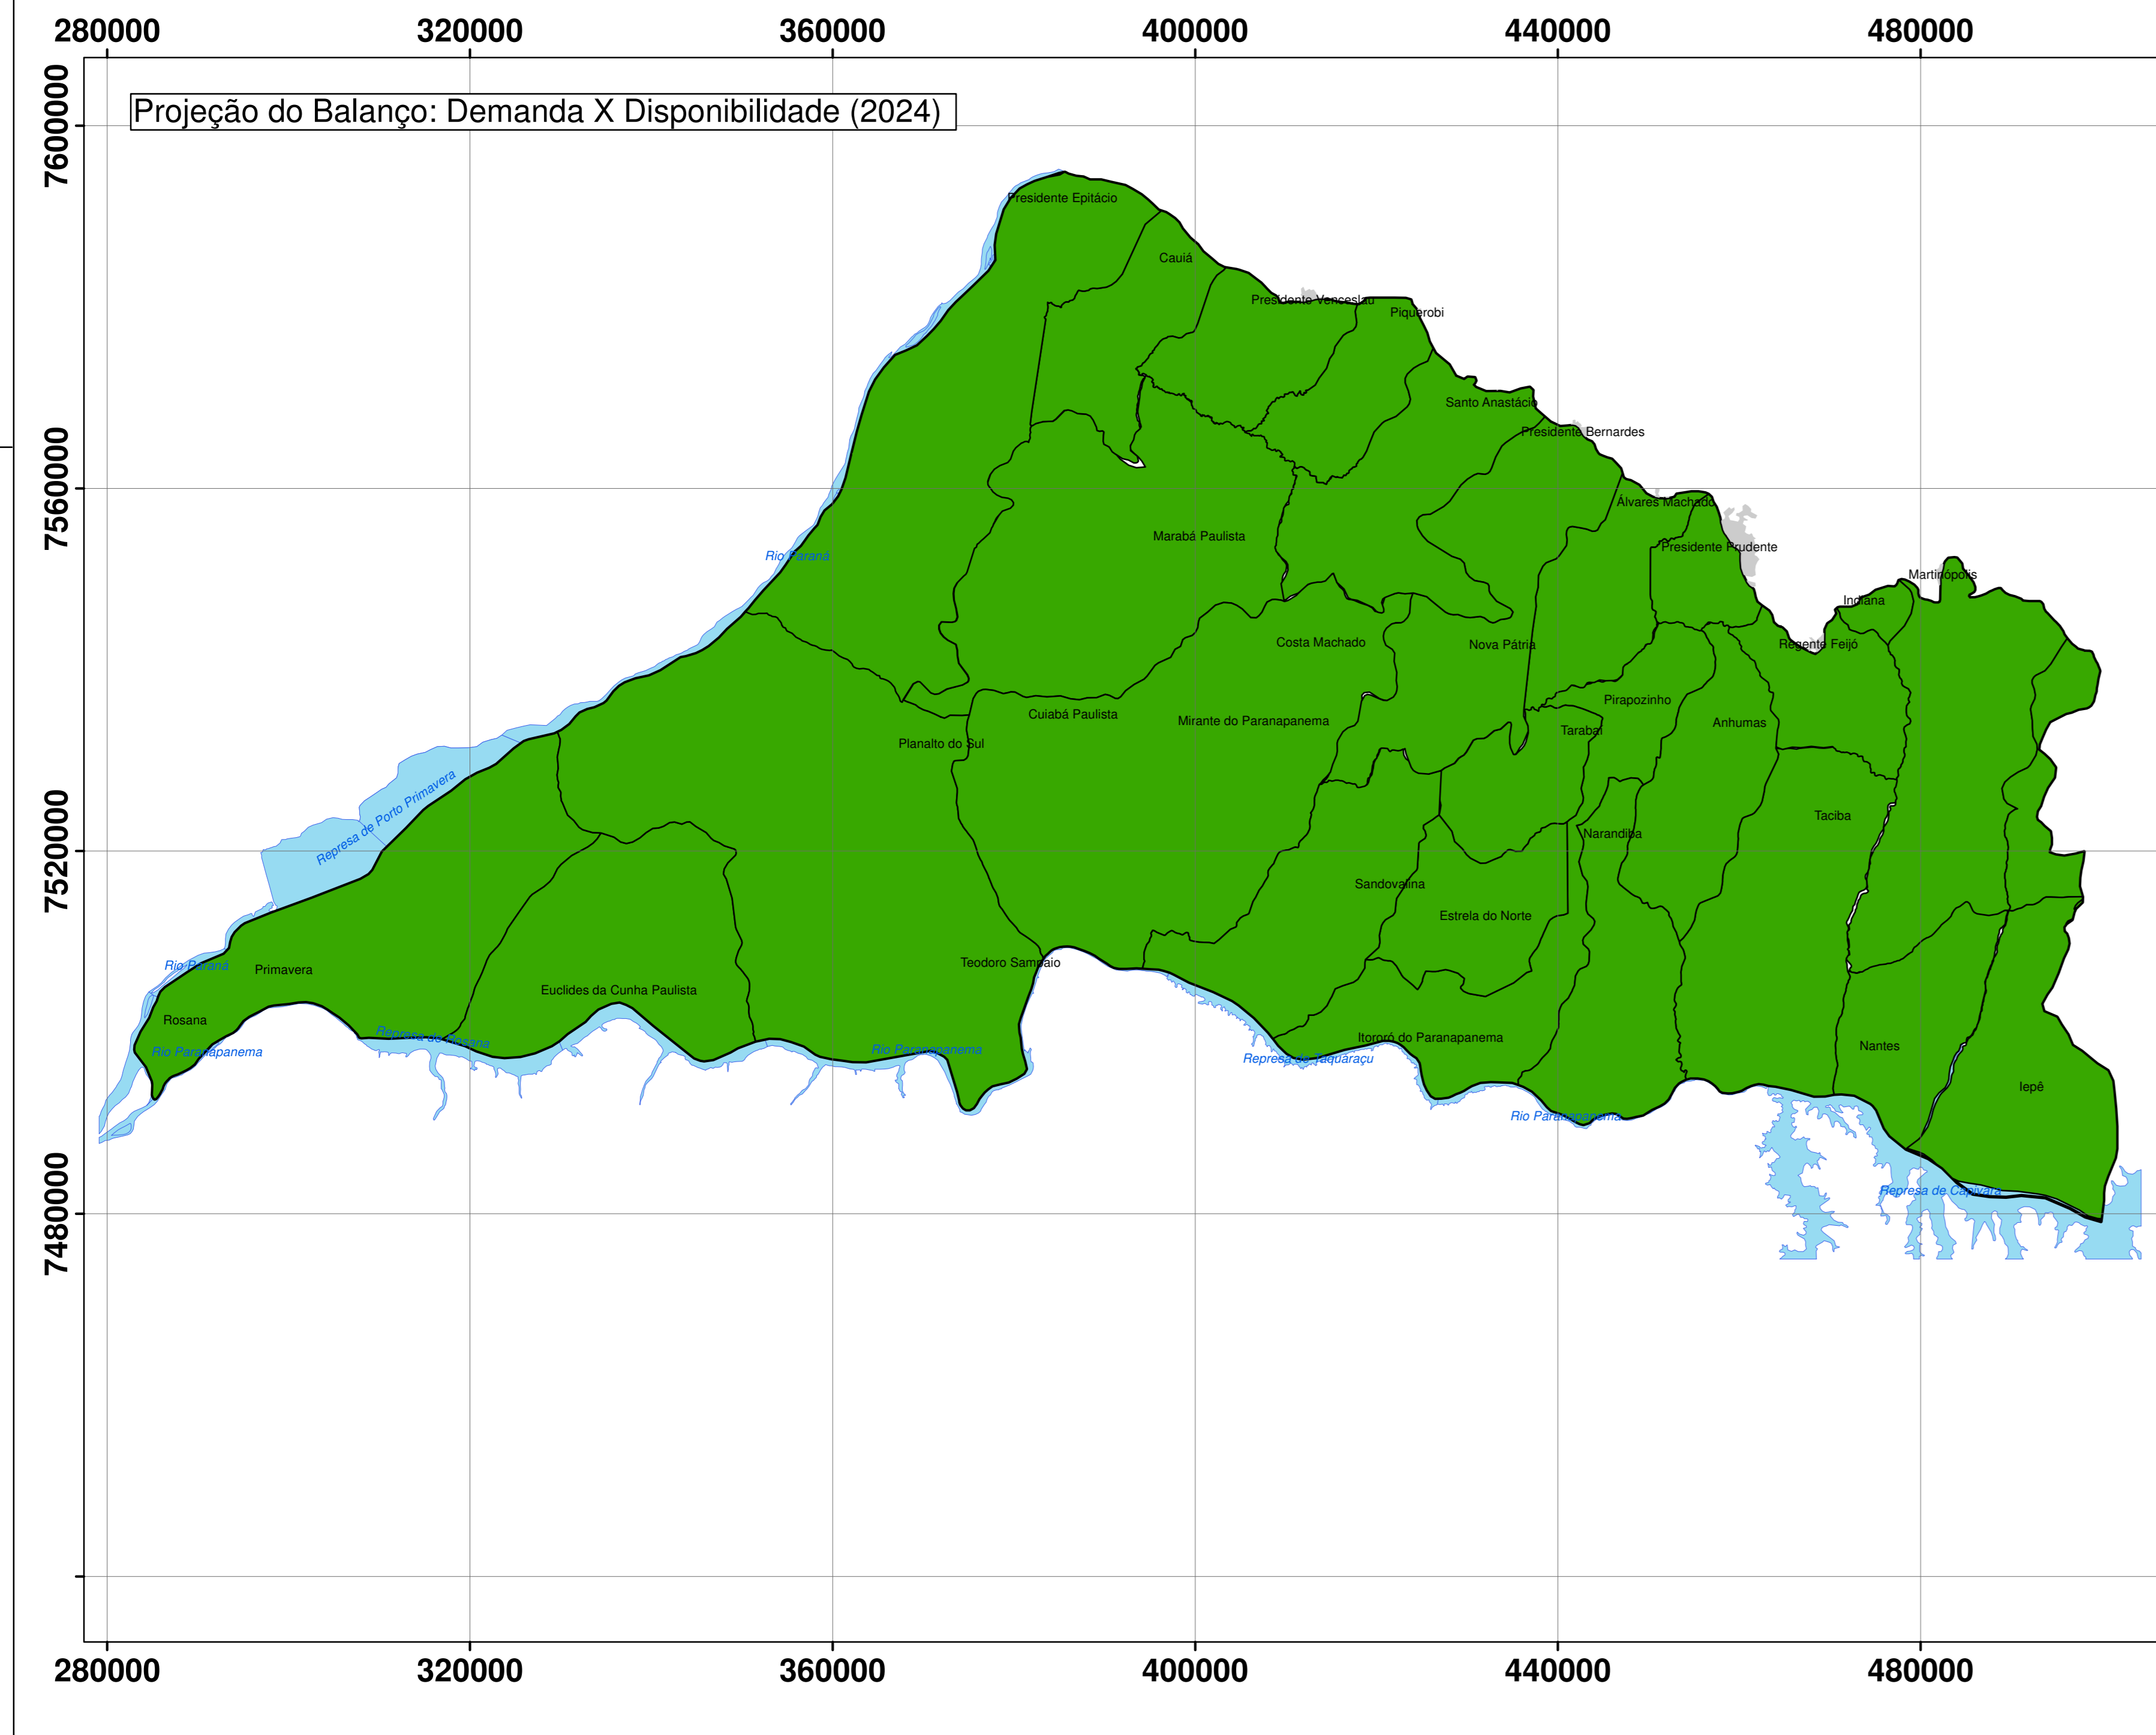 280000 320000 360000 400000 440000 480000
Projeção do Balanço: Demanda X Disponibilidade (2024)
7600000
Presidente Epitácio
Cauiá
Presidente Venceslau
Piquerobi
Santo Anastácio
Presidente Bernardes
7560000
Álvares Machado
Marabá Paulista
Presidente Prudente
Rio Paraná
Martinópolis
Indiana
Costa Machado
Nova Pátria
Regente Feijó
Pirapozinho
Cuiabá Paulista
Mirante do Paranapanema
Anhumas
Tarabaí
Planalto do Sul
Represa de Porto Primavera
Taciba
Narandiba
7520000
Sandovalina
Estrela do Norte
Teodoro Sampaio
Rio Paraná
Primavera
Euclides da Cunha Paulista
Rosana
Represa de Rosana
Itororó do Paranapanema
Nantes
Rio Paranapanema
Rio Paranapanema
Represa de Taquaraçu
Iepê
Rio Paranapanema
Represa de Capivara
7480000
280000 320000 360000 400000 440000 480000